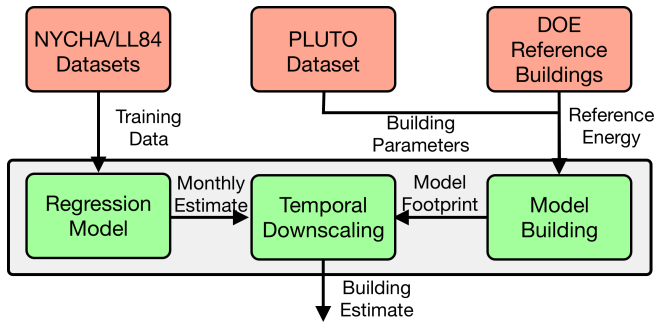 NYCHA/LL84
Datasets
PLUTO
Dataset
DOE
Reference
Buildings
Training
Data
Building
Parameters
Reference
Energy
Regression
Model
Monthly
Estimate
Temporal
Downscaling
Model
Footprint
Model
Building
Building
Estimate